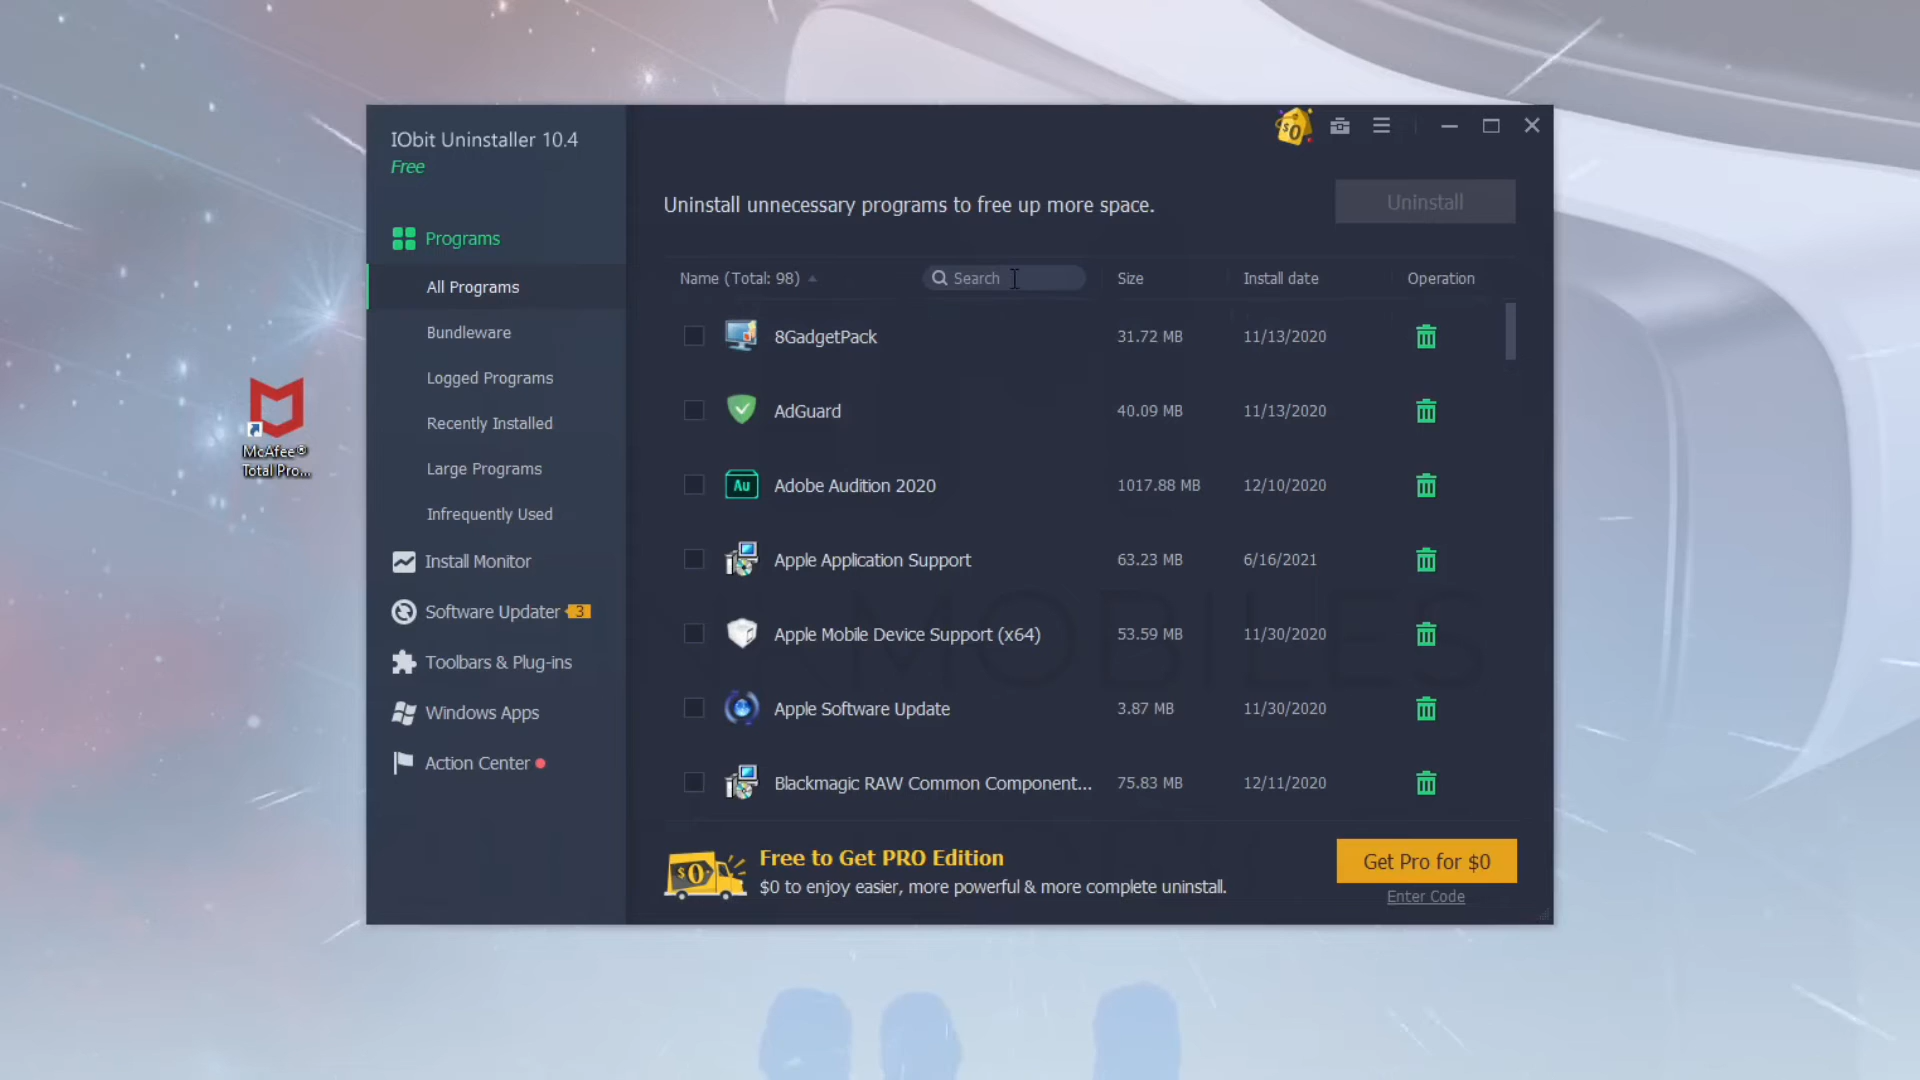 IObit Uninstaller 10.4
Free
Programs
All Programs
Bundleware
Logged Programs
Recently Installed
Large Programs
Infrequently Used
Install Monitor
Software Updater 3
Toolbars & Plug-ins
Windows Apps
Action Center
McAfee®
Total Pro...
$0
Uninstall unnecessary programs to free up more space.
Uninstall
Name (Total: 98) Search Size Install date Operation
8GadgetPack 31.72 MB 11/13/2020
AdGuard 40.09 MB 11/13/2020
Au Adobe Audition 2020 1017.88 MB 12/10/2020
Apple Application Support 63.23 MB 6/16/2021
Apple Mobile Device Support (x64) 53.59 MB 11/30/2020
Apple Software Update 3.87 MB 11/30/2020
Blackmagic RAW Common Component... 75.83 MB 12/11/2020
MOBILES
$0
Free to Get PRO Edition
$0 to enjoy easier, more powerful & more complete uninstall.
Get Pro for $0
Enter Code